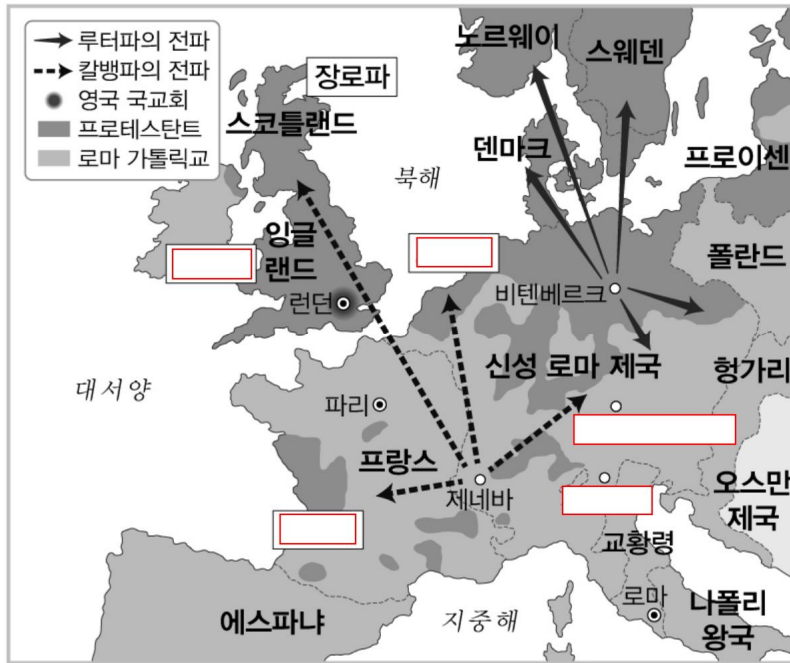 루터파의 전파
칼뱅파의 전파
영국 국교회
프로테스탄트
로마 가톨릭교
장로파
스코틀랜드
노르웨이
스웨덴
덴마크
프로이센
북해
잉글
랜드
런던
비텐베르크
폴란드
신성 로마 제국
헝가리
대서양
파리
프랑스
제네바
오스만
제국
교황령
에스파냐
지중해
로마
나폴리
왕국